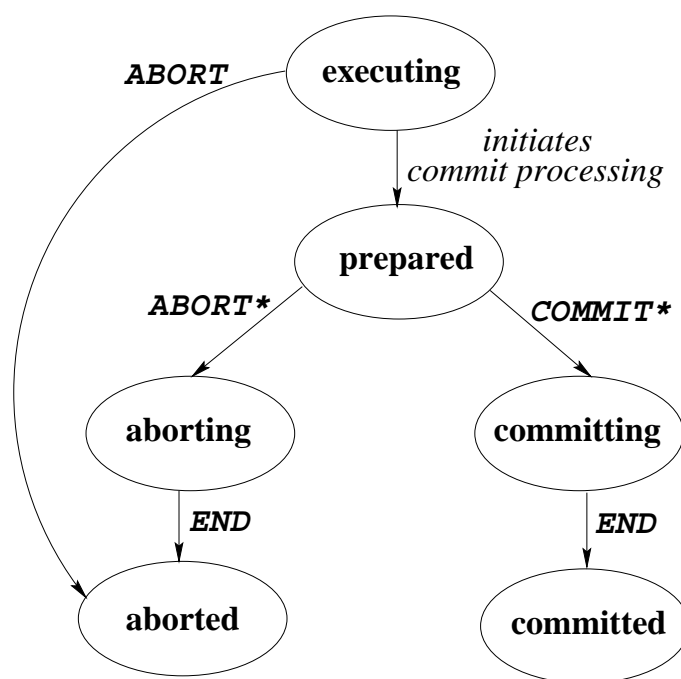 ABORT
executing
initiates
commit processing
prepared
ABORT*
COMMIT*
aborting
committing
END
END
aborted
committed